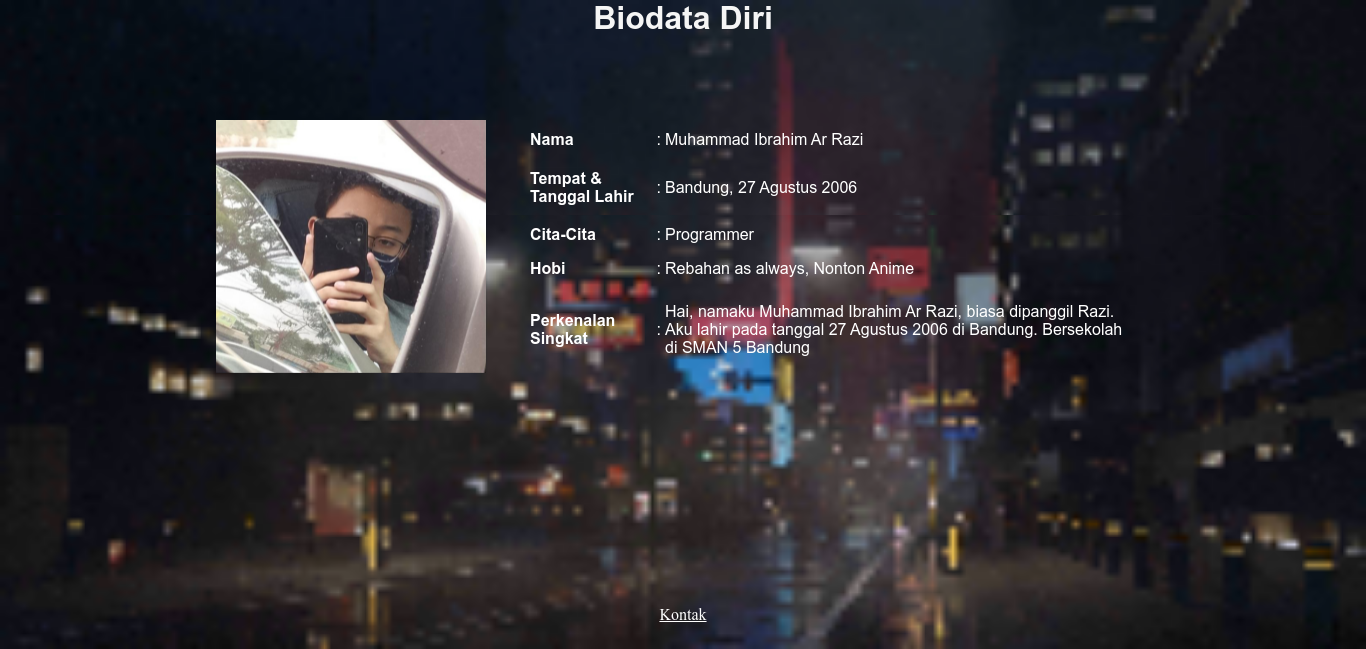 Biodata Diri
Nama : Muhammad Ibrahim Ar Razi
Tempat &
Tanggal Lahir : Bandung, 27 Agustus 2006
Cita-Cita : Programmer
Hobi : Rebahan as always, Nonton Anime
Perkenalan
Singkat : Hai, namaku Muhammad Ibrahim Ar Razi, biasa dipanggil Razi.
Aku lahir pada tanggal 27 Agustus 2006 di Bandung. Bersekolah
di SMAN 5 Bandung
Kontak